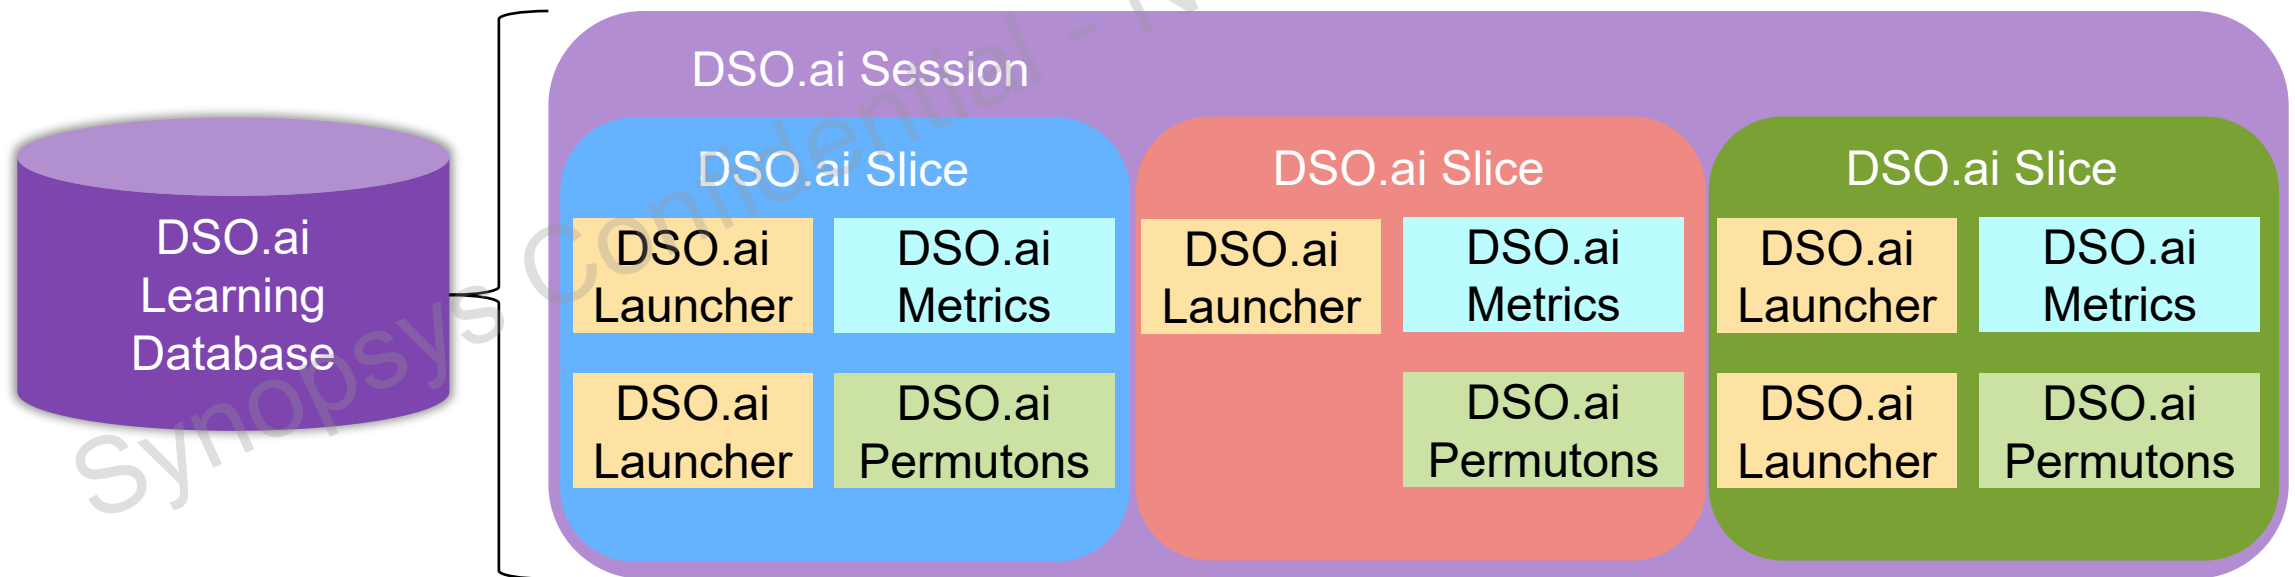 DSO.ai
Learning
Database
DSO.ai Session
DSO.ai Slice
DSO.ai
Launcher
DSO.ai
Metrics
DSO.ai
Launcher
DSO.ai
Permutons
DSO.ai Slice
DSO.ai
Launcher
DSO.ai
Metrics
DSO.ai
Permutons
DSO.ai Slice
DSO.ai
Launcher
DSO.ai
Metrics
DSO.ai
Launcher
DSO.ai
Permutons
Synopsys Confidential -